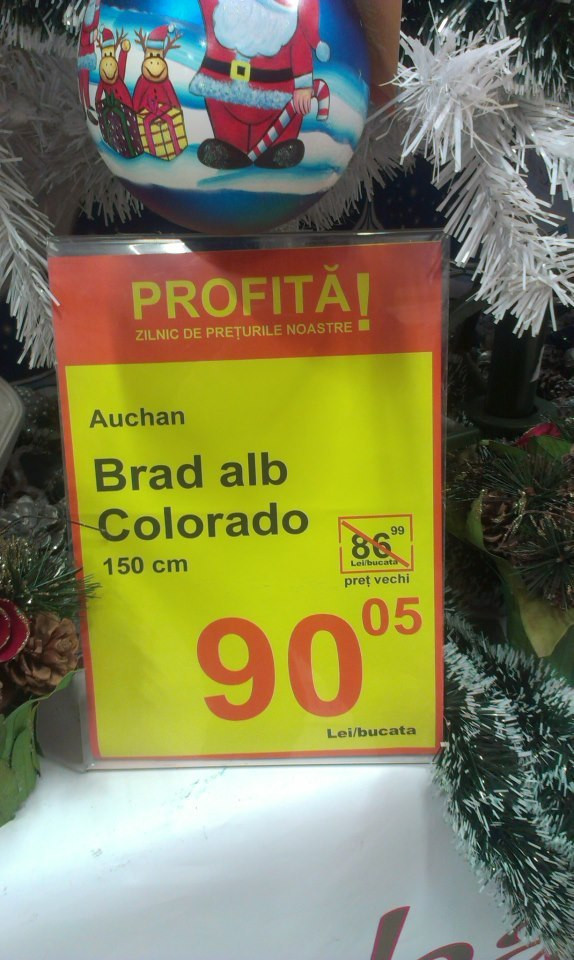 PROFITĂ!
ZILNIC DE PREȚURILE NOASTRE
Auchan
Brad alb
Colorado
150 cm
86 99
Lei/bucata
preț vechi
90 05
Lei/bucata